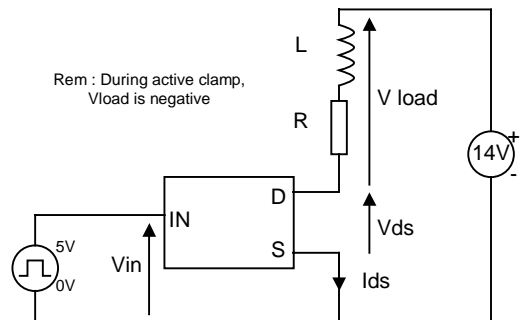 L
Rem : During active clamp,
Vload is negative
V load
R
14V
+
-
D
IN
Vds
S
5V
0V
Vin
Ids